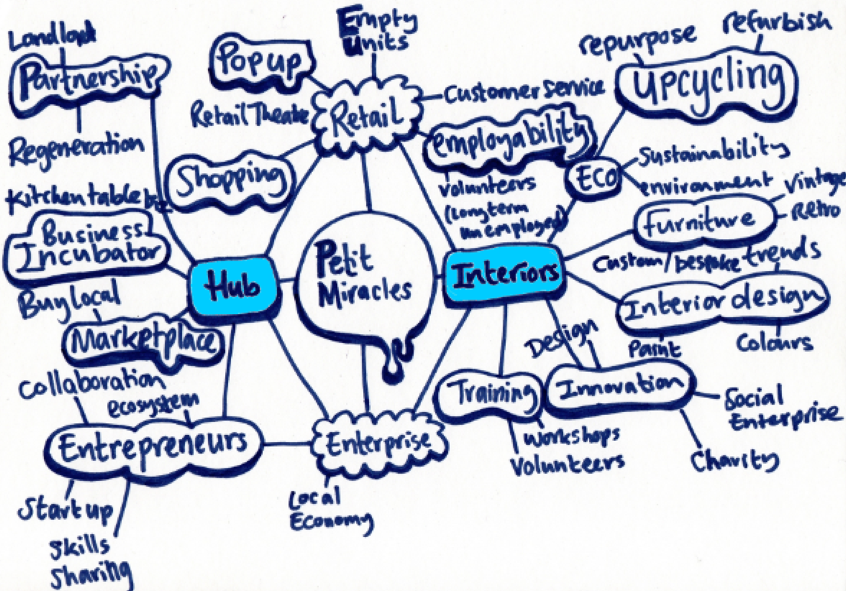 Landlord
Partnership
Regeneration
Kitchen table biz
Business
Incubator
Buy local
Marketplace
Collaboration
ecosystem
Entrepreneurs
Start up
Skills
Sharing
Hub
Pop up
Retail Theatre
Shopping
Empty
Units
Retail
Customer Service
employability
Volunteers
(Longterm
unemployed)
Petit
Miracles
Enterprise
Local
Economy
Interiors
repurpose
refurbish
upcycling
Eco
Sustainability
environment
furniture
Vintage
Retro
Custom/bespoke
trends
Interior design
Paint
Colours
Design
Innovation
Social
Enterprise
Charity
Training
Workshops
Volunteers